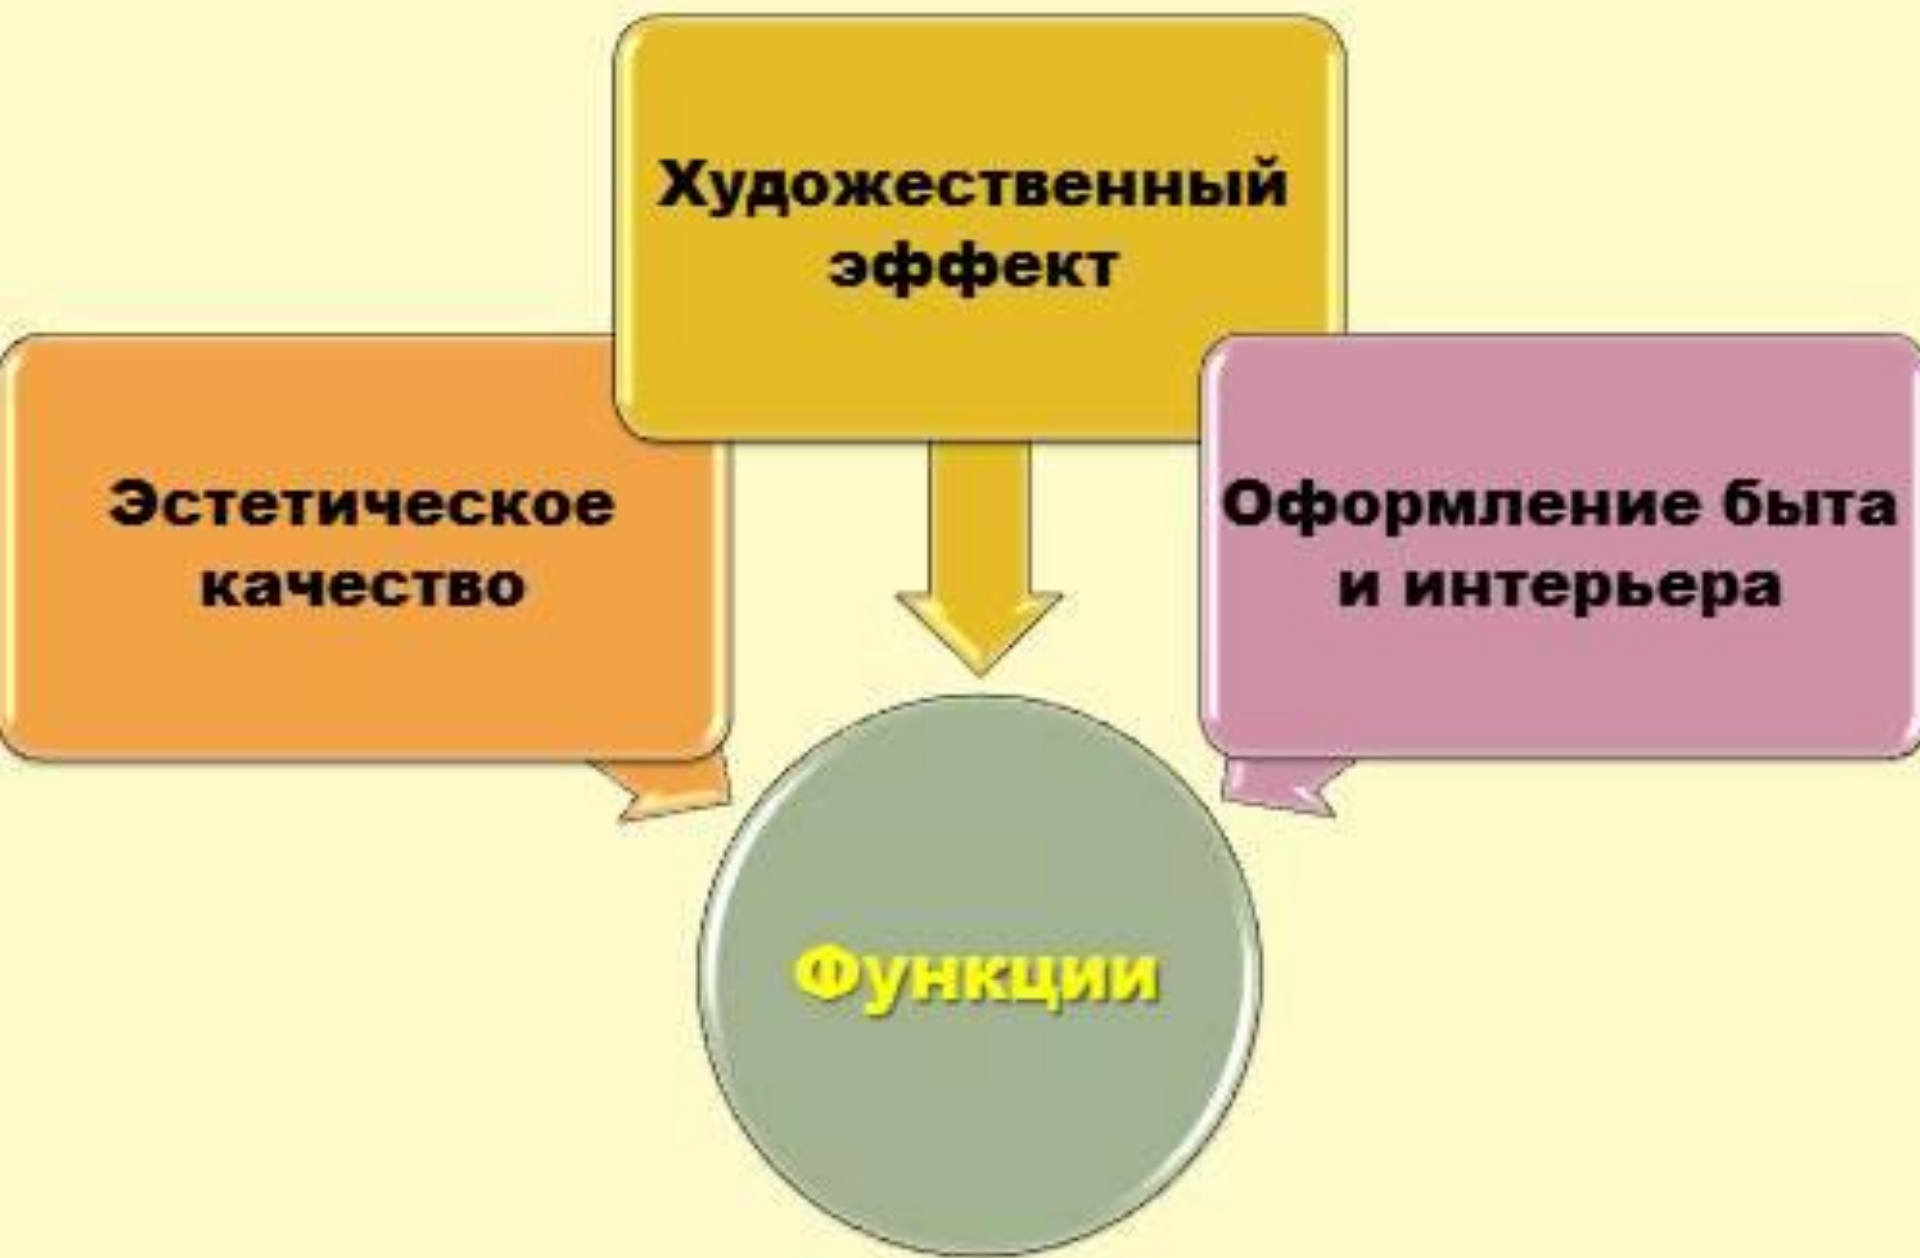 Художественный
эффект
Эстетическое
качество
Оформление быта
и интерьера
Функции